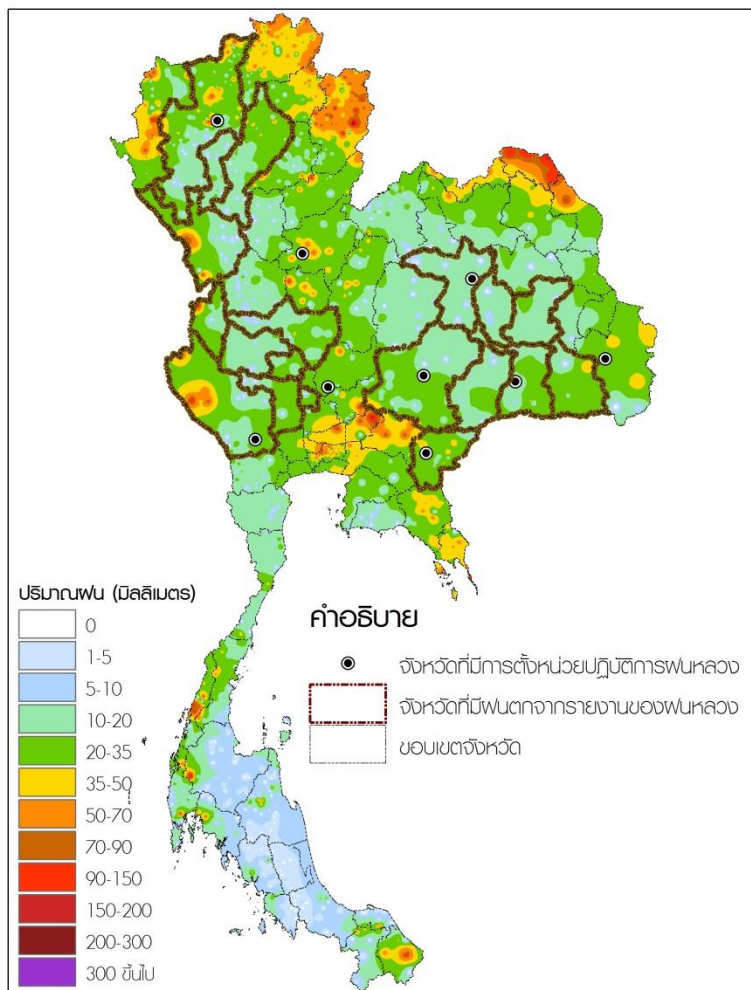 ปริมาณฝน (มิลลิเมตร)
0
1-5
5-10
10-20
20-35
35-50
50-70
70-90
90-150
150-200
200-300
300 ขึ้นไป
คำอธิบาย
จังหวัดที่มีการตั้งหน่วยปฏิบัติการฝนหลวง
จังหวัดที่มีฝนตกจากรายงานของฝนหลวง
ขอบเขตจังหวัด